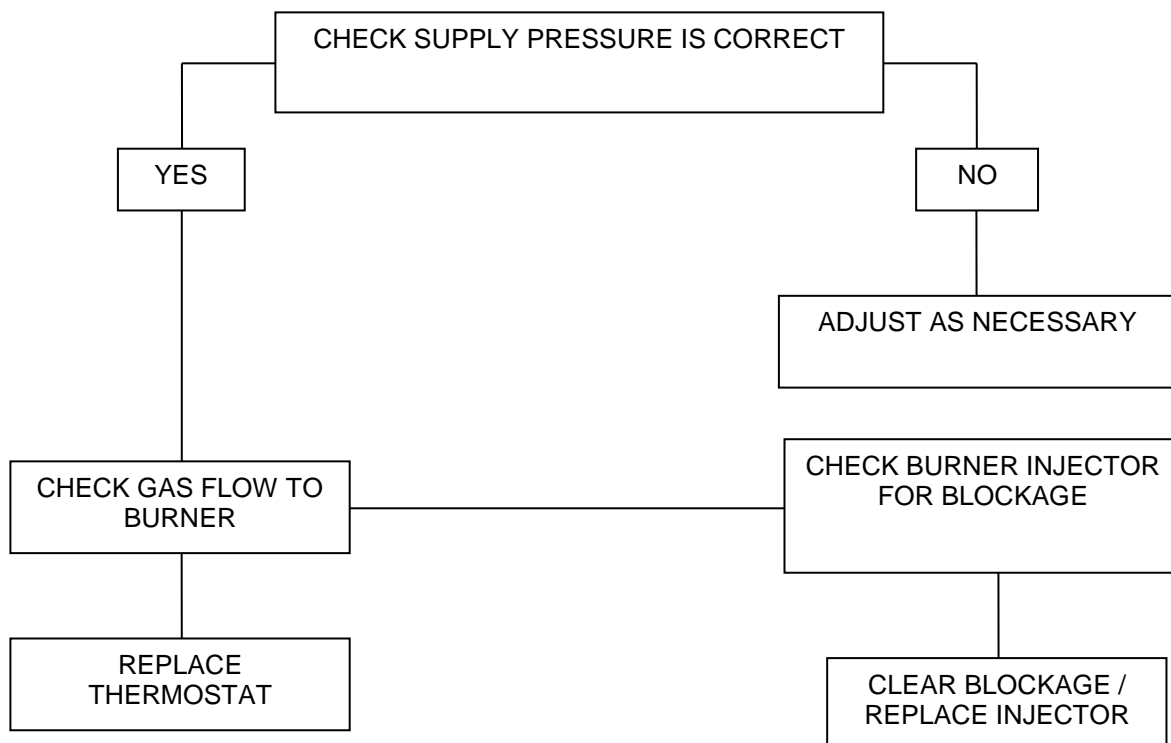 CHECK SUPPLY PRESSURE IS CORRECT
YES
NO
ADJUST AS NECESSARY
CHECK GAS FLOW TO
BURNER
CHECK BURNER INJECTOR
FOR BLOCKAGE
REPLACE
THERMOSTAT
CLEAR BLOCKAGE /
REPLACE INJECTOR